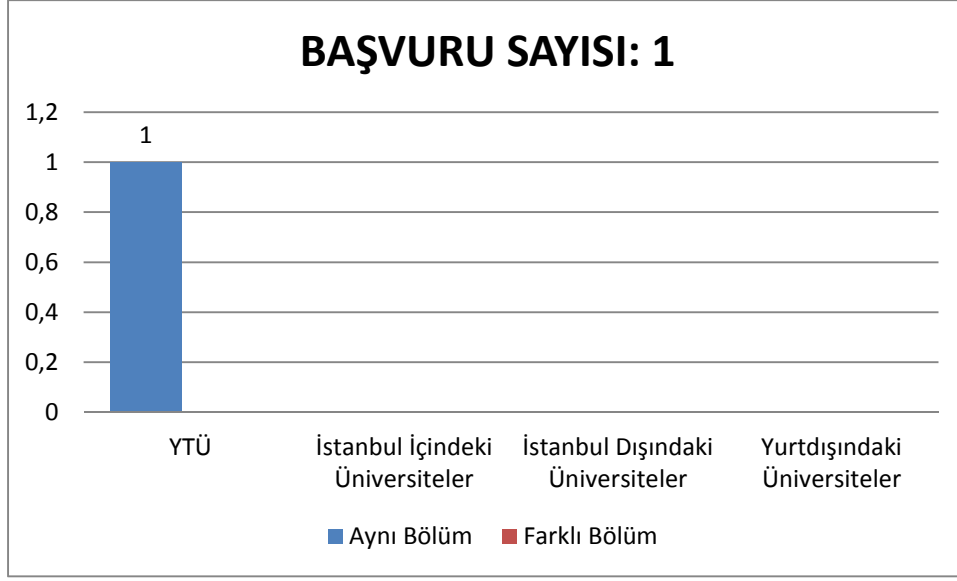 BAŞVURU SAYISI: 1
1,2
1
0,8
0,6
0,4
0,2
0
1
YTÜ
İstanbul İçindeki
Üniversiteler
İstanbul Dışındaki
Üniversiteler
Yurtdışındaki
Üniversiteler
Aynı Bölüm
Farklı Bölüm